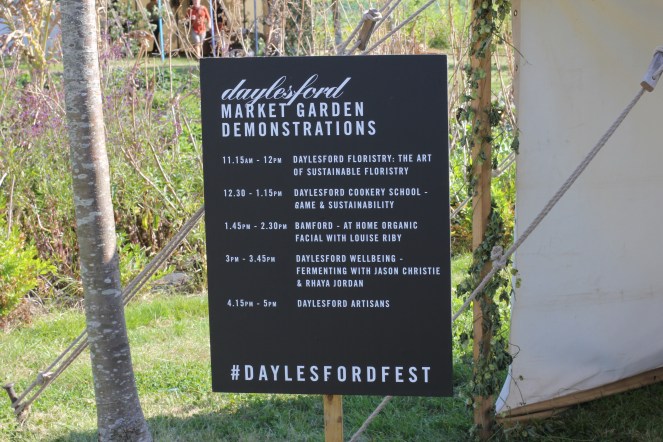 daylesford
MARKET GARDEN
DEMONSTRATIONS
11.15AM - 12PM DAYLESFORD FLORISTRY: THE ART
OF SUSTAINABLE FLORISTRY
12.30 - 1.15PM DAYLESFORD COOKERY SCHOOL -
GAME & SUSTAINABILITY
1.45PM - 2.30PM BAMFORD - AT HOME ORGANIC
FACIAL WITH LOUISE RIBY
3PM - 3.45PM DAYLESFORD WELLBEING -
FERMENTING WITH JASON CHRISTIE
& RHAYA JORDAN
4.15PM - 5PM DAYLESFORD ARTISANS
#DAYLESFORDFEST